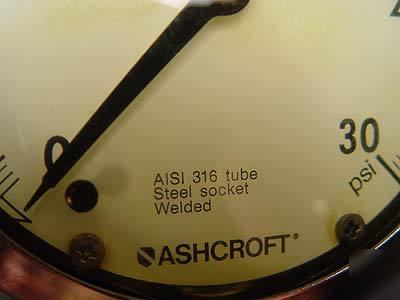 0
30
psi
AISI 316 tube
Steel socket
Welded
ASHCROFT®